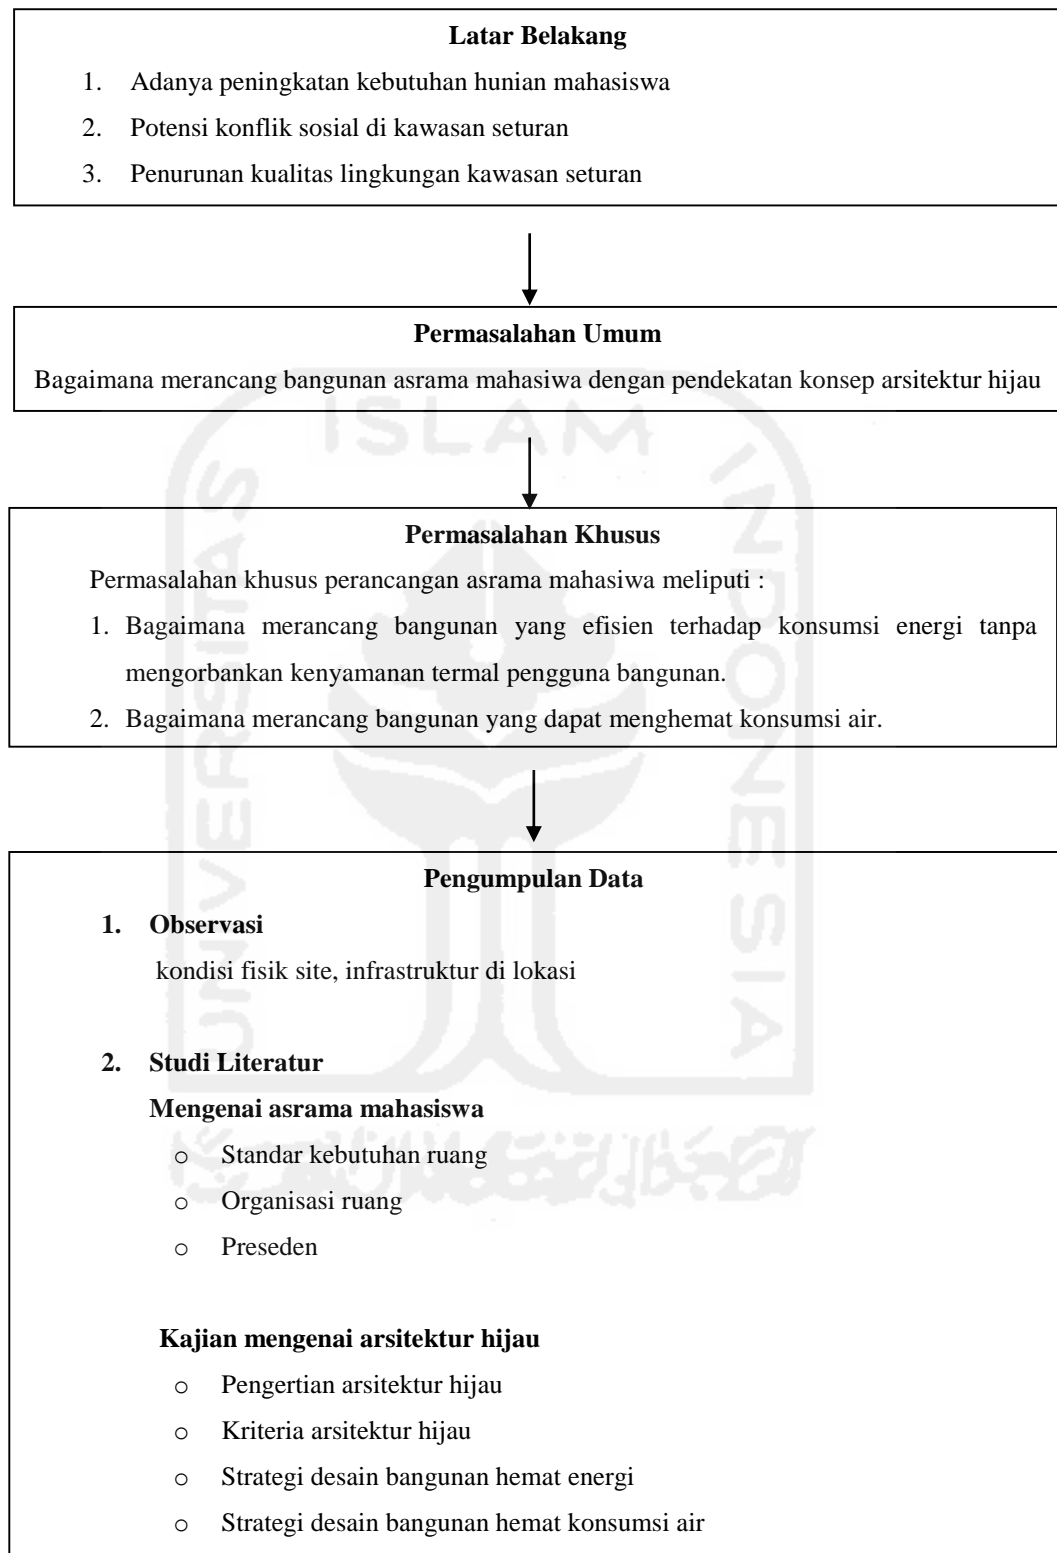 Latar Belakang
1. Adanya peningkatan kebutuhan hunian mahasiswa
2. Potensi konflik sosial di kawasan seturan
3. Penurunan kualitas lingkungan kawasan seturan
Permasalahan Umum
Bagaimana merancang bangunan asrama mahasiwa dengan pendekatan konsep arsitektur hijau
Permasalahan Khusus
Permasalahan khusus perancangan asrama mahasiwa meliputi :
1. Bagaimana merancang bangunan yang efisien terhadap konsumsi energi tanpa
mengorbankan kenyamanan termal pengguna bangunan.
2. Bagaimana merancang bangunan yang dapat menghemat konsumsi air.
Pengumpulan Data
1. Observasi
kondisi fisik site, infrastruktur di lokasi
2. Studi Literatur
Mengenai asrama mahasiswa
o Standar kebutuhan ruang
o Organisasi ruang
o Preseden
Kajian mengenai arsitektur hijau
o Pengertian arsitektur hijau
o Kriteria arsitektur hijau
o Strategi desain bangunan hemat energi
o Strategi desain bangunan hemat konsumsi air
UNIVERSITAS
ISLAM
INDONESIA